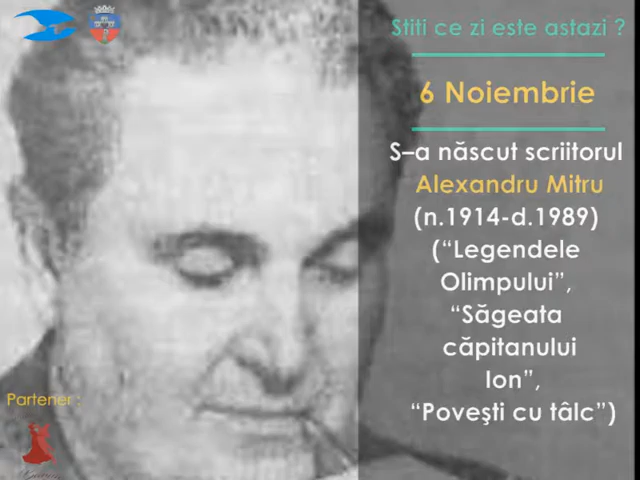 Stiti ce zi este astazi ?
6 Noiembrie
S–a născut scriitorul
Alexandru Mitru
(n.1914-d.1989)
(“Legendele
Olimpului”,
“Săgeata
căpitanului
Ion”,
“Poveşti cu tâlc”)
Partener :